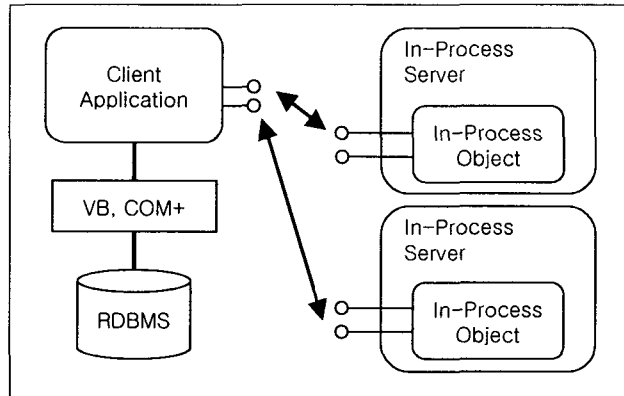 Client
Application
VB, COM+
RDBMS
In-Process
Server
In-Process
Object
In-Process
Server
In-Process
Object